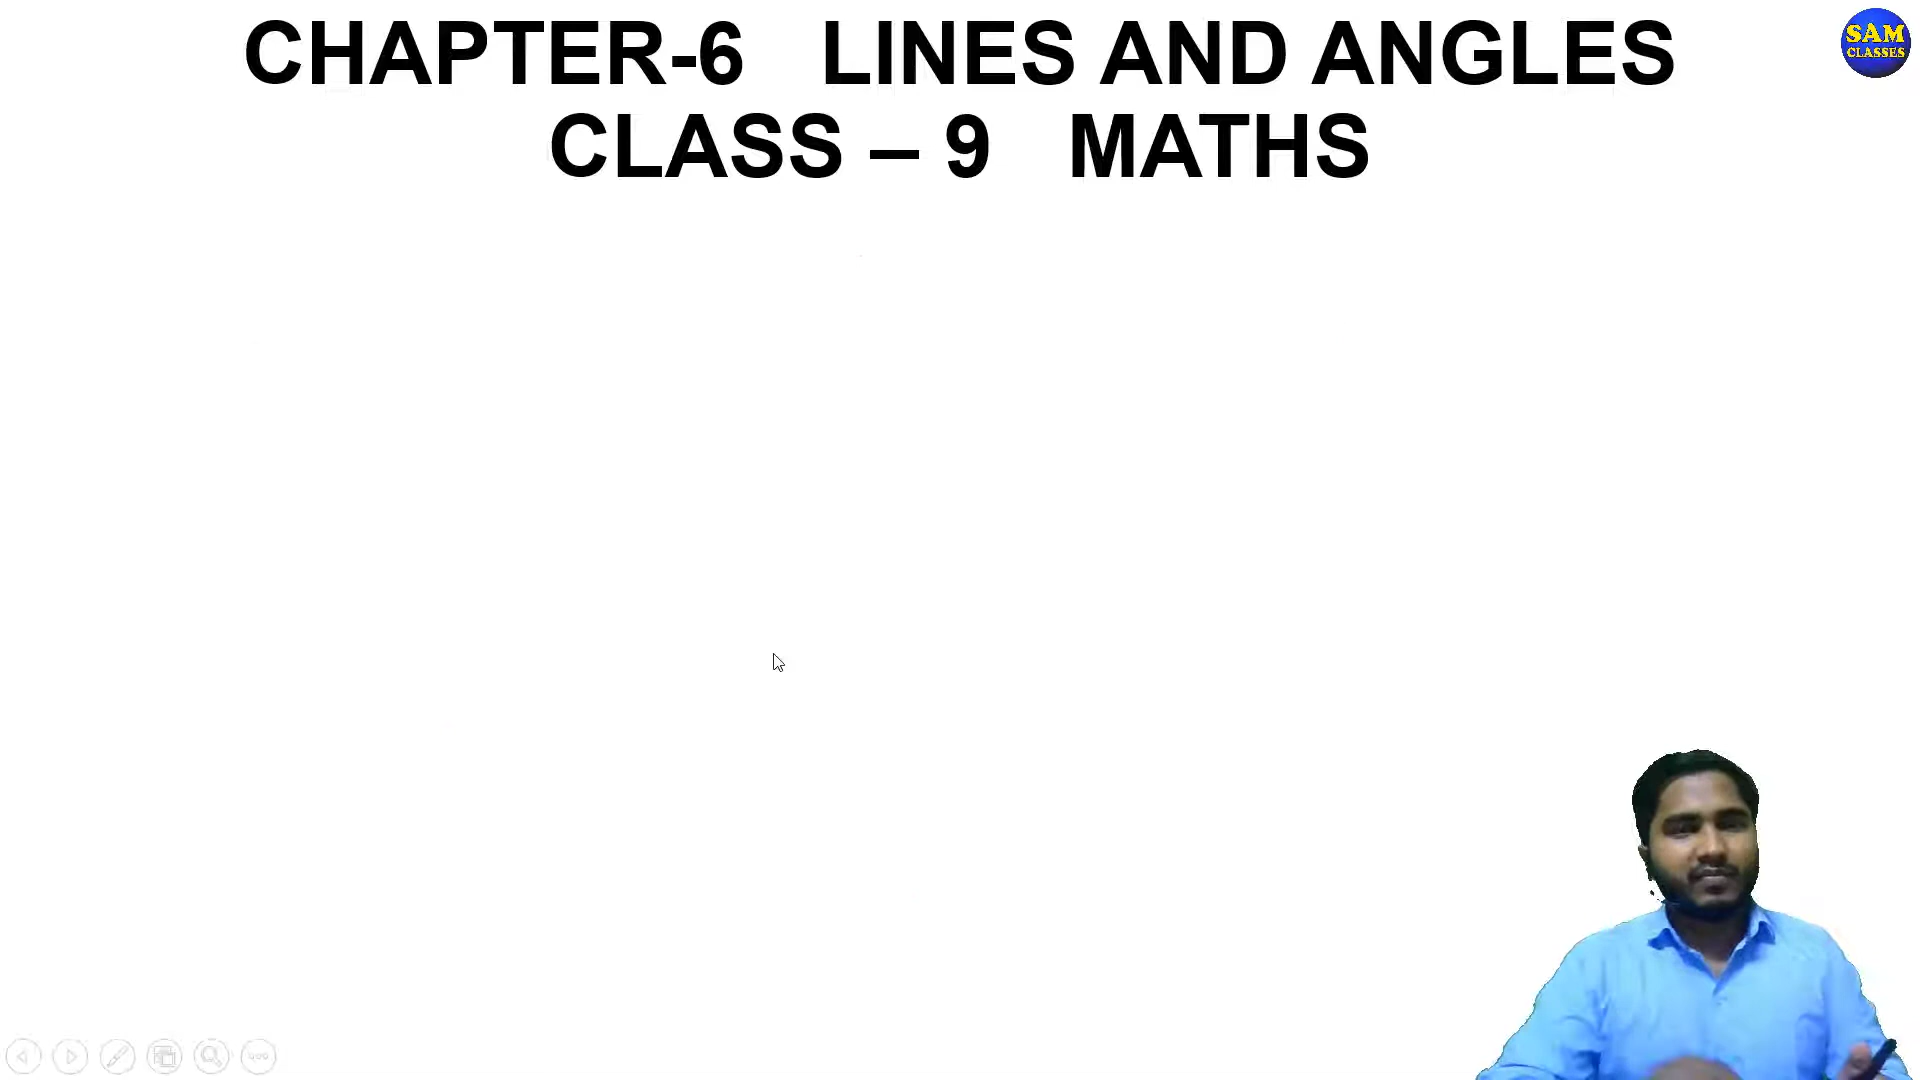 CHAPTER-6 LINES AND ANGLES
CLASS – 9 MATHS
SAM
CLASSES